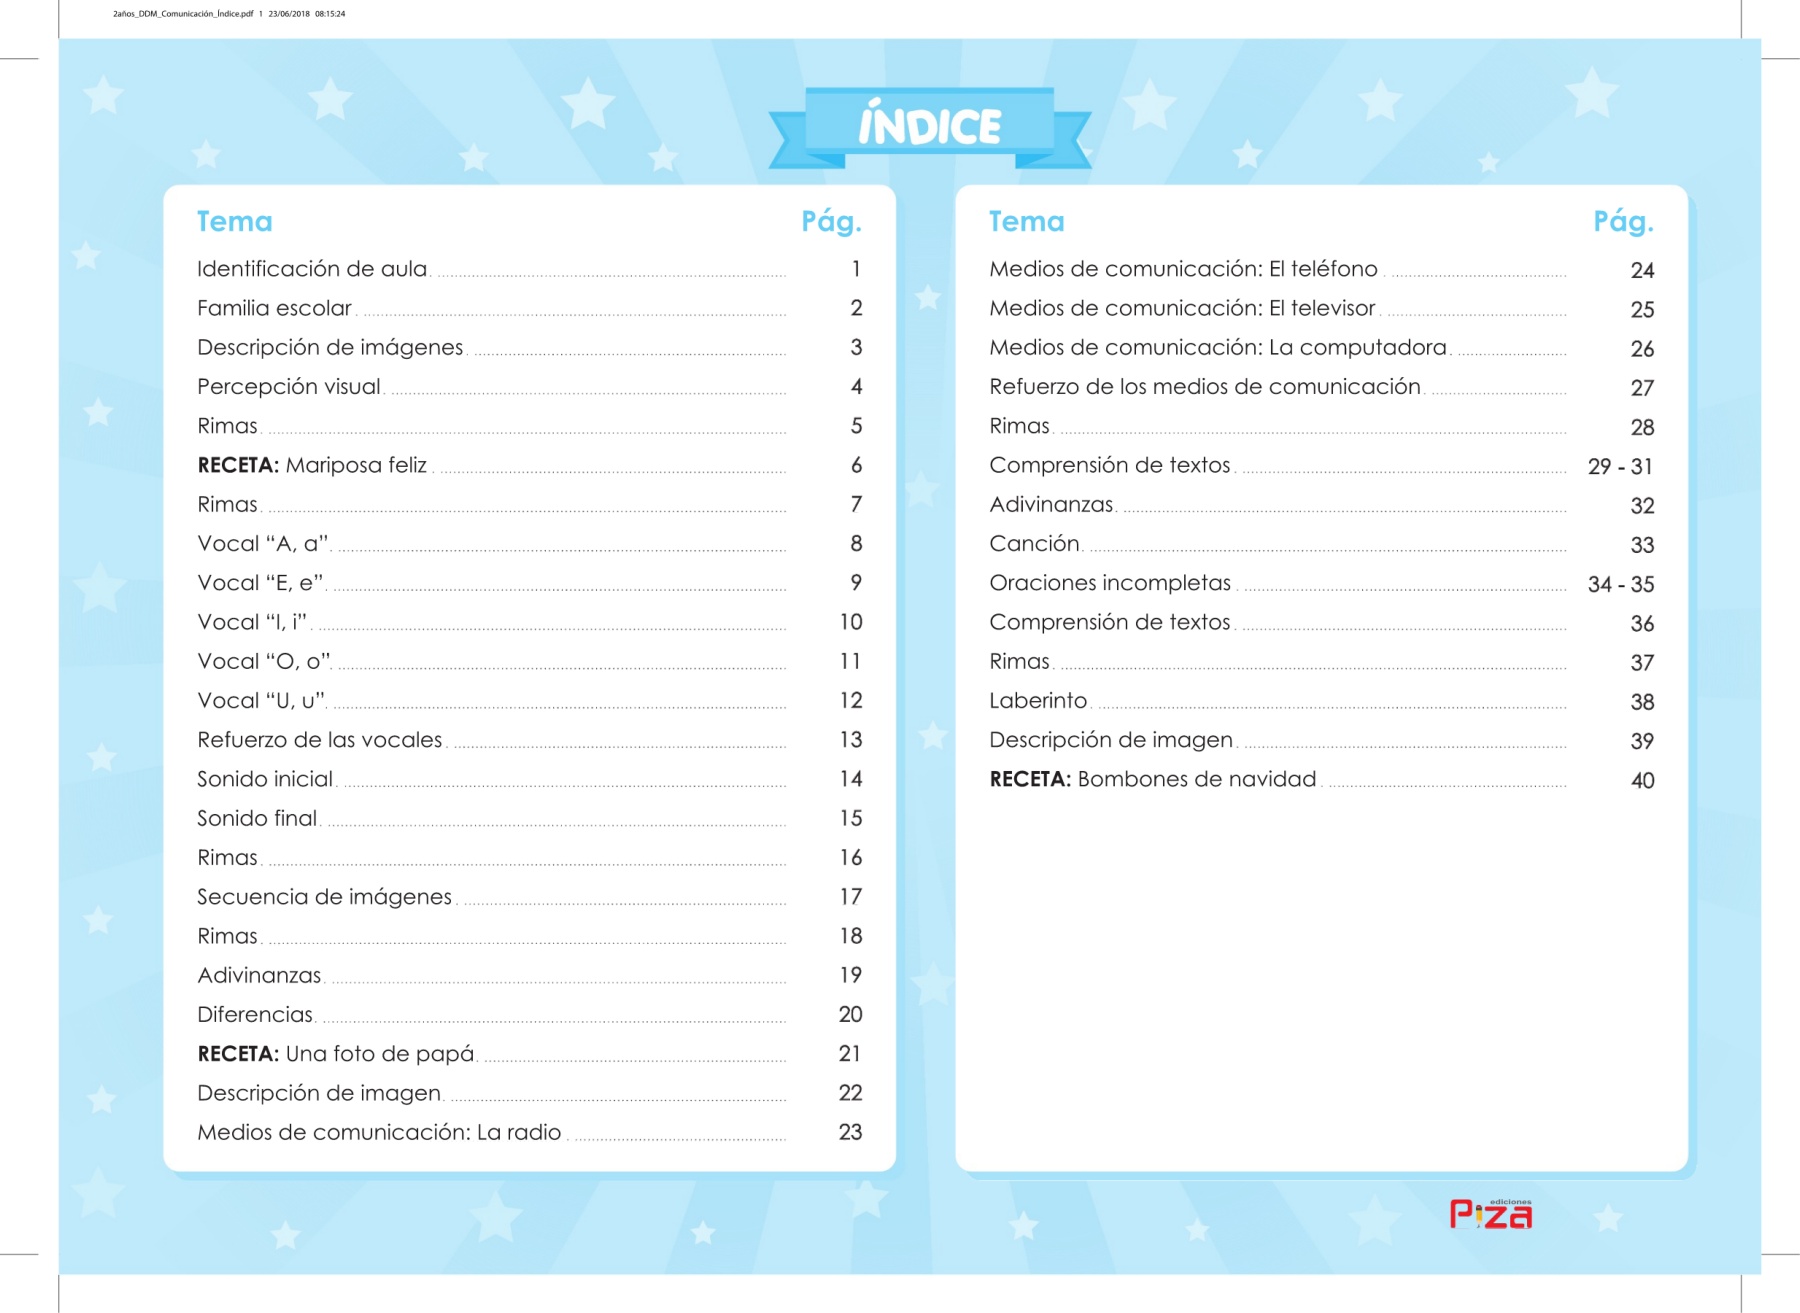 2años_DDM_Comunicación_Índice.pdf 1 23/06/2018 08:15:24
ÍNDICE
Tema Pág.
Identificación de aula 1
Familia escolar 2
Descripción de imágenes 3
Percepción visual 4
Rimas 5
RECETA: Mariposa feliz 6
Rimas 7
Vocal “A, a” 8
Vocal “E, e” 9
Vocal “I, i” 10
Vocal “O, o” 11
Vocal “U, u” 12
Refuerzo de las vocales 13
Sonido inicial 14
Sonido final 15
Rimas 16
Secuencia de imágenes 17
Rimas 18
Adivinanzas 19
Diferencias 20
RECETA: Una foto de papá 21
Descripción de imagen 22
Medios de comunicación: La radio 23
Tema Pág.
Medios de comunicación: El teléfono 24
Medios de comunicación: El televisor 25
Medios de comunicación: La computadora 26
Refuerzo de los medios de comunicación 27
Rimas 28
Comprensión de textos 29 - 31
Adivinanzas 32
Canción 33
Oraciones incompletas 34 - 35
Comprensión de textos 36
Rimas 37
Laberinto 38
Descripción de imagen 39
RECETA: Bombones de navidad 40
ediciones
Piza